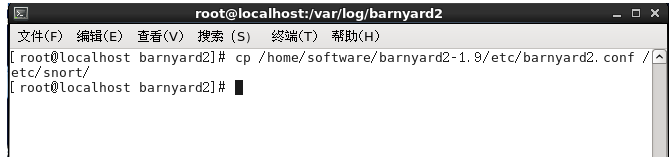 root@localhost:/var/log/barnyard2
文件(F) 编辑(E) 查看(V) 搜索 (S) 终端(T) 帮助(H)
[root@localhost barnyard2]# cp /home/software/barnyard2-1.9/etc/barnyard2.conf /
etc/snort/
[root@localhost barnyard2]#